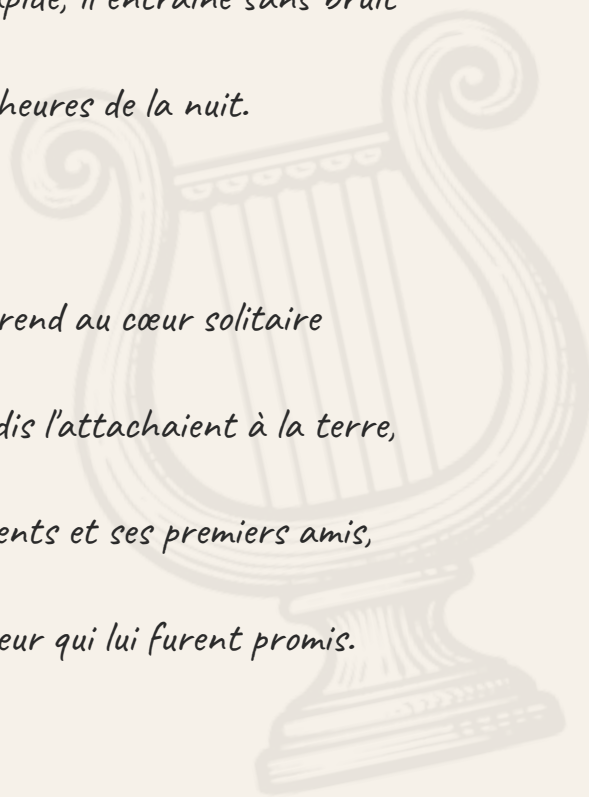 pide, il entraîne sans bruit
heures de la nuit.
rend au cœur solitaire
dis l'attachaient à la terre,
ents et ses premiers amis,
eur qui lui furent promis.